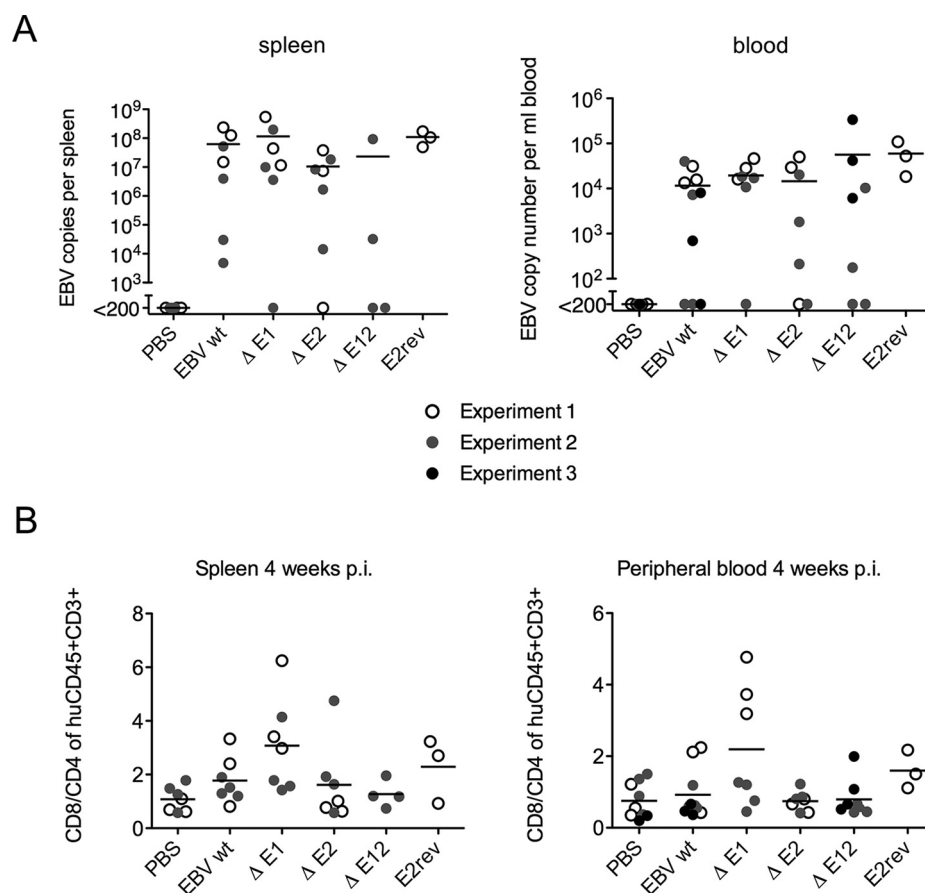 A
spleen
EBV copies per spleen
10⁹
10⁸
10⁷
10⁶
10⁵
10⁴
10³
<200
PBS
EBV wt
Δ E1
Δ E2
Δ E12
E2rev
blood
EBV copy number per ml blood
10⁶
10⁵
10⁴
10³
10²
<200
PBS
EBV wt
Δ E1
Δ E2
Δ E12
E2rev
Experiment 1
Experiment 2
Experiment 3
B
Spleen 4 weeks p.i.
CD8/CD4 of huCD45+CD3+
8
6
4
2
0
PBS
EBV wt
Δ E1
Δ E2
Δ E12
E2rev
Peripheral blood 4 weeks p.i.
CD8/CD4 of huCD45+CD3+
6
4
2
0
PBS
EBV wt
Δ E1
Δ E2
Δ E12
E2rev